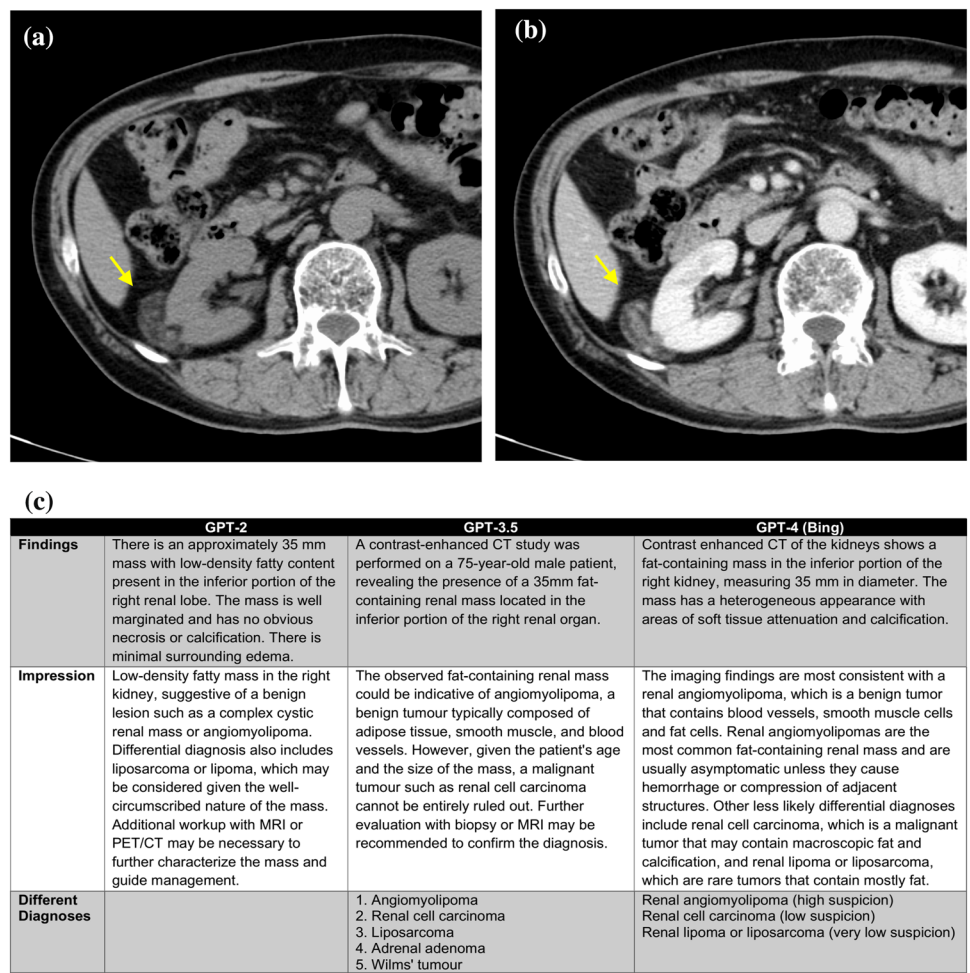 (a)
(b)
(c)
GPT-2
GPT-3.5
GPT-4 (Bing)
Findings
There is an approximately 35 mm
mass with low-density fatty content
present in the inferior portion of the
right renal lobe. The mass is well
marginated and has no obvious
necrosis or calcification. There is
minimal surrounding edema.
A contrast-enhanced CT study was
performed on a 75-year-old male patient,
revealing the presence of a 35mm fat-
containing renal mass located in the
inferior portion of the right renal organ.
Contrast enhanced CT of the kidneys shows a
fat-containing mass in the inferior portion of the
right kidney, measuring 35 mm in diameter. The
mass has a heterogeneous appearance with
areas of soft tissue attenuation and calcification.
Impression
Low-density fatty mass in the right
kidney, suggestive of a benign
lesion such as a complex cystic
renal mass or angiomyolipoma.
Differential diagnosis also includes
liposarcoma or lipoma, which may
be considered given the well-
circumscribed nature of the mass.
Additional workup with MRI or
PET/CT may be necessary to
further characterize the mass and
guide management.
The observed fat-containing renal mass
could be indicative of angiomyolipoma, a
benign tumour typically composed of
adipose tissue, smooth muscle, and blood
vessels. However, given the patient's age
and the size of the mass, a malignant
tumour such as renal cell carcinoma
cannot be entirely ruled out. Further
evaluation with biopsy or MRI may be
recommended to confirm the diagnosis.
The imaging findings are most consistent with a
renal angiomyolipoma, which is a benign tumor
that contains blood vessels, smooth muscle cells
and fat cells. Renal angiomyolipomas are the
most common fat-containing renal mass and are
usually asymptomatic unless they cause
hemorrhage or compression of adjacent
structures. Other less likely differential diagnoses
include renal cell carcinoma, which is a malignant
tumor that may contain macroscopic fat and
calcification, and renal lipoma or liposarcoma,
which are rare tumors that contain mostly fat.
Different
Diagnoses
1. Angiomyolipoma
2. Renal cell carcinoma
3. Liposarcoma
4. Adrenal adenoma
5. Wilms' tumour
Renal angiomyolipoma (high suspicion)
Renal cell carcinoma (low suspicion)
Renal lipoma or liposarcoma (very low suspicion)